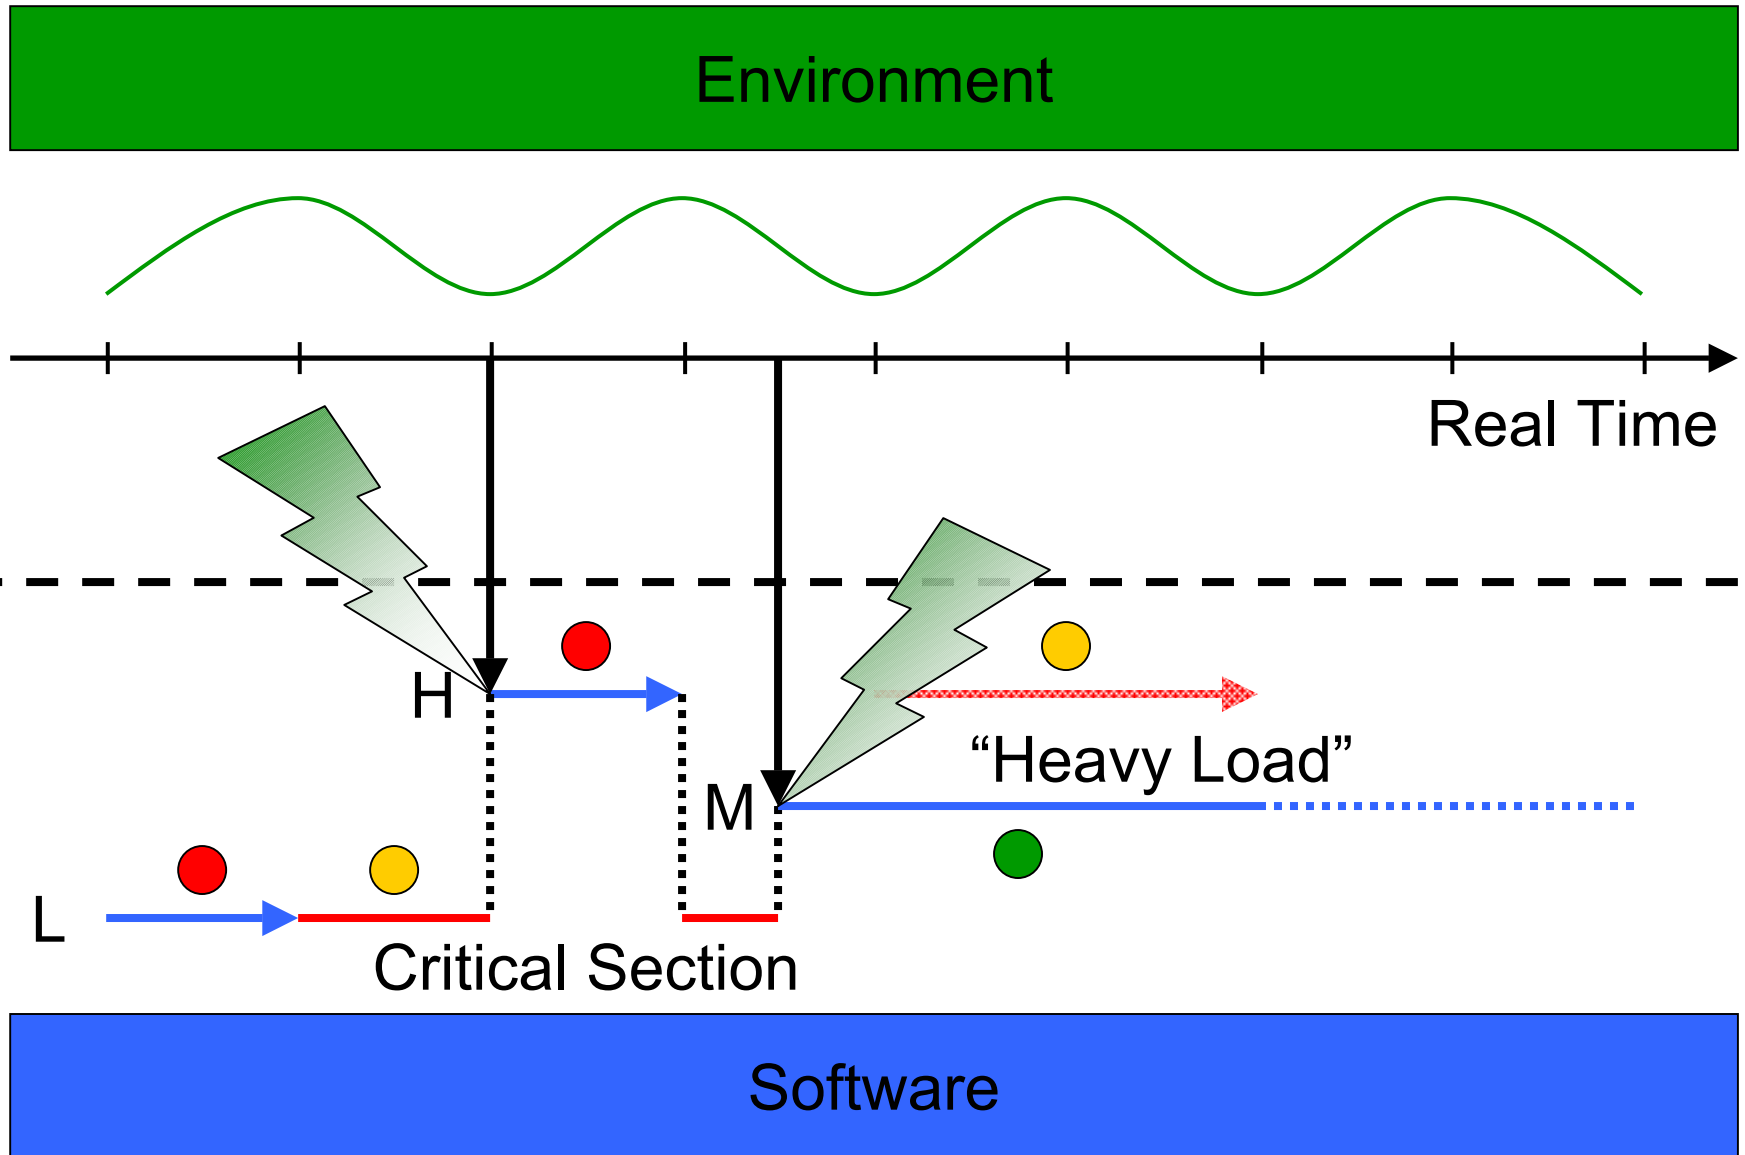 Environment
Real Time
H
“Heavy Load”
M
L
Critical Section
Software